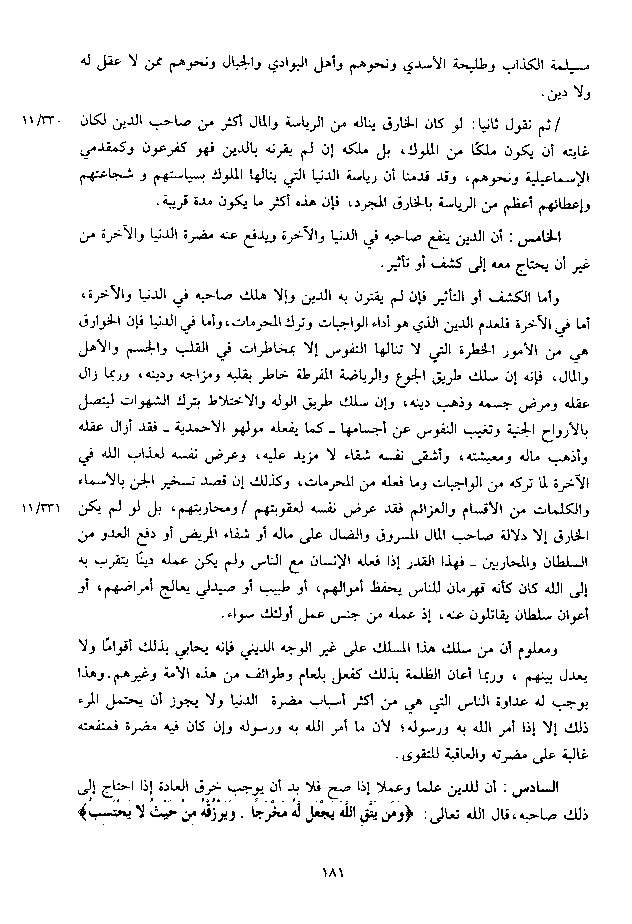 مسيلمة الكذاب وطليحة الأسدي ونحوهم وأهل البوادي والجبال ونحوهم ممن لا عقل له
ولا دين.
١١/٣٣٠ / ثم نقول ثانيا: لو كان الخارق يناله من الرياسة والمال أكثر من صاحب الدين لكان
غايته أن يكون ملكًا من الملوك، بل ملكه إن لم يقرنه بالدين فهو كفرعون وكمقدمي
الإسماعيلية ونحوهم، وقد قدمنا أن رياسة الدنيا التي ينالها الملوك بسياستهم و شجاعتهم
وإعطائهم أعظم من الرياسة بالخارق المجرد، فإن هذه أكثر ما يكون مدة قريبة.
الخامس: أن الدين ينفع صاحبه في الدنيا والآخرة ويدفع عنه مضرة الدنيا والآخرة من
غير أن يحتاج معه إلى كشف أو تأثير.
وأما الكشف أو التأثير فإن لم يقترن به الدين وإلا هلك صاحبه في الدنيا والآخرة،
أما في الآخرة فلعدم الدين الذي هو أداء الواجبات وترك المحرمات، وأما في الدنيا فإن الخوارق
هي من الأمور الخطرة التي لا تنالها النفوس إلا بمخاطرات في القلب والجسم والأهل
والمال، فإنه إن سلك طريق الجوع والرياضة المفرطة خاطر بقلبه ومزاجه ودينه، وربما زال
عقله ومرض جسمه وذهب دينه، وإن سلك طريق الوله والاختلاط بترك الشهوات ليتصل
بالأرواح الجنية وتغيب النفوس عن أجسامها ـ كما يفعله مولهو الأحمدية ـ فقد أزال عقله
وأذهب ماله ومعيشته، وأشقى نفسه شقاء لا مزيد عليه، وعرض نفسه لعذاب الله في
الآخرة لما تركه من الواجبات وما فعله من المحرمات، وكذلك إن قصد تسخير الجن بالأسماء
١١/٣٣١ والكلمات من الأقسام والعزائم فقد عرض نفسه لعقوبتهم / ومحاربتهم، بل لو لم يكن
الخارق إلا دلالة صاحب المال المسروق والضال على ماله أو شفاء المريض أو دفع العدو من
السلطان والمحاربين ـ فهذا القدر إذا فعله الإنسان مع الناس ولم يكن عمله دينًا يتقرب به
إلى الله كان كأنه قهرمان للناس يحفظ أموالهم، أو طبيب أو صيدلي يعالج أمراضهم، أو
أعوان سلطان يقاتلون عنه، إذ عمله من جنس عمل أولئك سواء.
ومعلوم أن من سلك هذا المسلك على غير الوجه الديني فإنه يحابي بذلك أقوامًا ولا
يعدل بينهم ، وربما أعان الظلمة بذلك كفعل بلعام وطوائف من هذه الأمة وغيرهم. وهذا
يوجب له عداوة الناس التي هي من أكثر أسباب مضرة الدنيا ولا يجوز أن يحتمل المرء
ذلك إلا إذا أمر الله به ورسوله؛ لأن ما أمر الله به ورسوله وإن كان فيه مضرة فمنفعته
غالبة على مضرته والعاقبة للتقوى.
السادس: أن للدين علما وعملا إذا صح فلا بد أن يوجب خرق العادة إذا احتاج إلى
ذلك صاحبه، قال الله تعالى: ﴿وَمَن يَتَّقِ اللَّهَ يَجْعَل لَّهُ مَخْرَجًا . وَيَرْزُقْهُ مِنْ حَيْثُ لا يَحْتَسِبُ﴾
١٨١